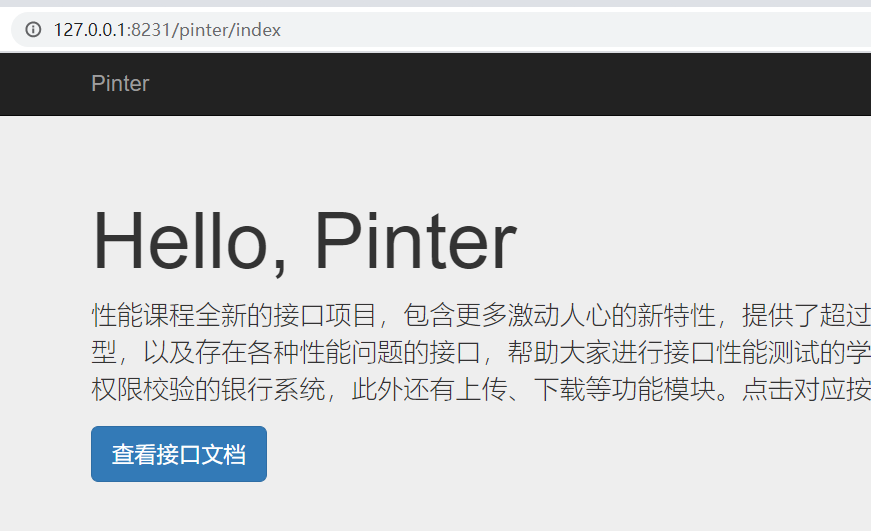 127.0.0.1:8231/pinter/index
Pinter
Hello, Pinter
性能课程全新的接口项目，包含更多激动人心的新特性，提供了超过
型，以及存在各种性能问题的接口，帮助大家进行接口性能测试的学
权限校验的银行系统，此外还有上传、下载等功能模块。点击对应按
查看接口文档